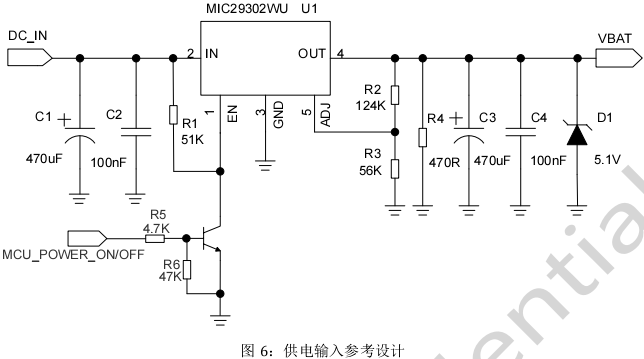 MIC29302WU U1
DC_IN
VBAT
2 IN
OUT 4
1
EN
3
GND
5
ADJ
C1 +
470uF
C2
100nF
R1
51K
R2
124K
R3
56K
R4
470R
+ C3
470uF
C4
100nF
D1
5.1V
R5
4.7K
MCU_POWER_ON/OFF
R6
47K
图 6：供电输入参考设计